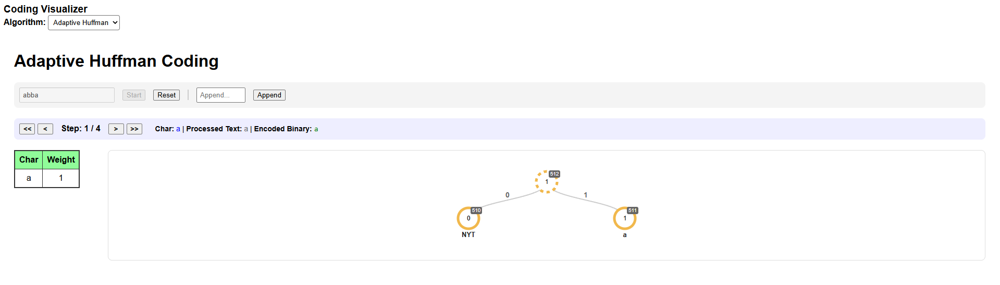 Coding Visualizer
Algorithm: Adaptive Huffman
Adaptive Huffman Coding
abba Start Reset | Append... Append
<< < Step: 1 / 4 > >> Char: a | Processed Text: a | Encoded Binary: a
Char Weight
a 1
512
1
0 1
510 511
0 1
NYT a